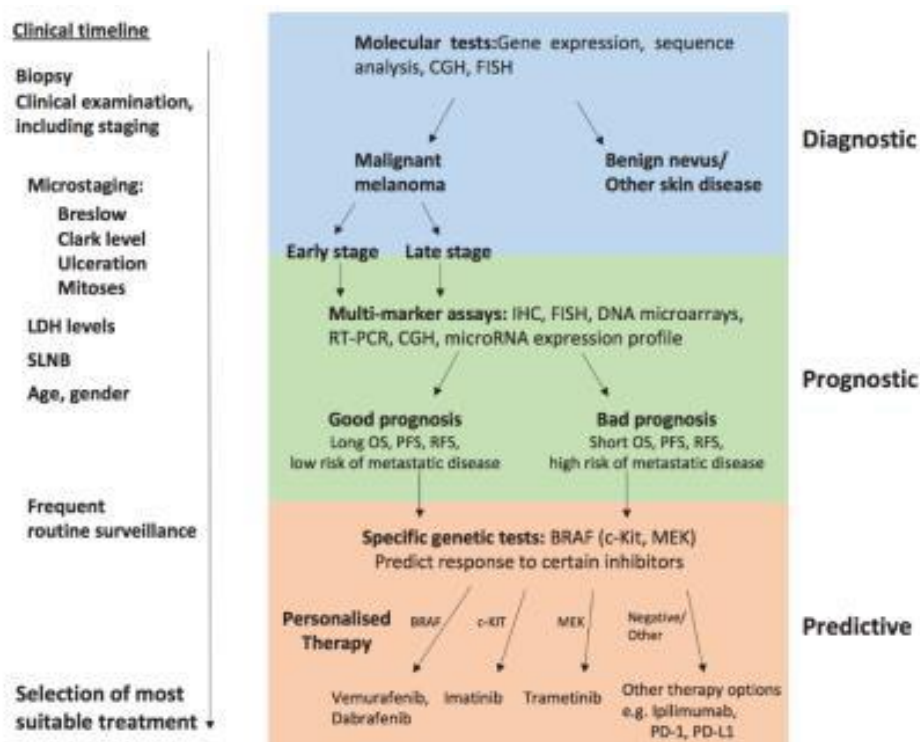 Clinical timeline
Biopsy
Clinical examination,
including staging
Microstaging:
Breslow
Clark level
Ulceration
Mitoses
LDH levels
SLNB
Age, gender
Frequent
routine surveillance
Selection of most
suitable treatment
Molecular tests:Gene expression, sequence
analysis, CGH, FISH
Malignant
melanoma
Benign nevus/
Other skin disease
Early stage
Late stage
Diagnostic
Multi-marker assays: IHC, FISH, DNA microarrays,
RT-PCR, CGH, microRNA expression profile
Good prognosis
Long OS, PFS, RFS,
low risk of metastatic disease
Bad prognosis
Short OS, PFS, RFS,
high risk of metastatic disease
Prognostic
Specific genetic tests: BRAF (c-Kit, MEK)
Predict response to certain inhibitors
Personalised
Therapy
BRAF
c-KIT
MEK
Negative/
Other
Vemurafenib,
Dabrafenib
Imatinib
Trametinib
Other therapy options
e.g. Ipilimumab,
PD-1, PD-L1
Predictive